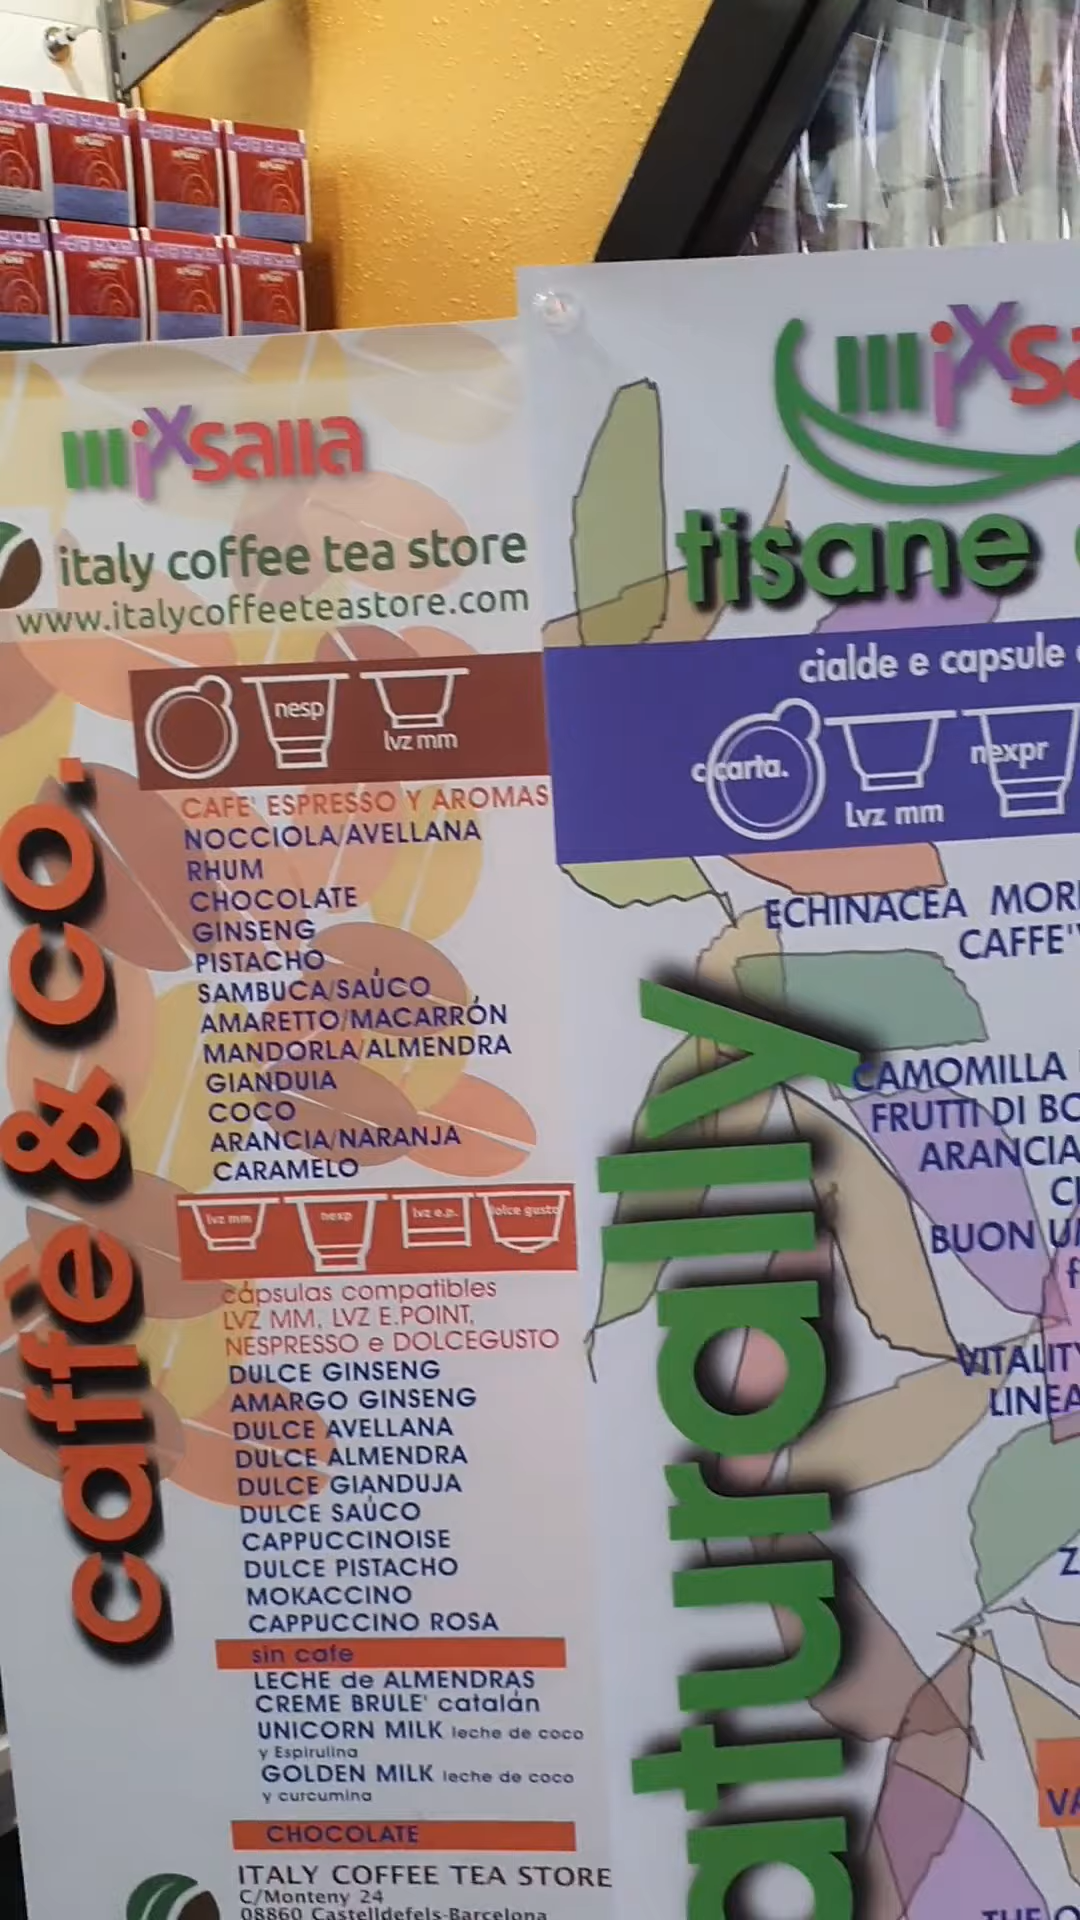 mixsalla
italy coffee tea store
www.italycoffeeteastore.com
nesp
lvz mm
caffè & co.
CAFE' ESPRESSO Y AROMAS
NOCCIOLA/AVELLANA
RHUM
CHOCOLATE
GINSENG
PISTACHO
SAMBUCA/SAÚCO
AMARETTO/MACARRÓN
MANDORLA/ALMENDRA
GIANDUIA
COCO
ARANCIA/NARANJA
CARAMELO
lvz mm nexp lvz e.p. dolce gusto
cápsulas compatibles
LVZ MM, LVZ E.POINT,
NESPRESSO e DOLCEGUSTO
DULCE GINSENG
AMARGO GINSENG
DULCE AVELLANA
DULCE ALMENDRA
DULCE GIANDUJA
DULCE SAÚCO
CAPPUCCINOISE
DULCE PISTACHO
MOKACCINO
CAPPUCCINO ROSA
sin cafe
LECHE de ALMENDRAS
CREME BRULE' catalán
UNICORN MILK leche de coco
y Espirulina
GOLDEN MILK leche de coco
y curcumina
CHOCOLATE
ITALY COFFEE TEA STORE
C/Monteny 24
08860 Castelldefels-Barcelona
mixsa
tisane
cialde e capsule
c/carta.
lvz mm
nexpr
aturally
ECHINACEA MOR
CAFFE'
CAMOMILLA
FRUTTI DI BO
ARANCIA
BUON U
VITALITY
LINEA